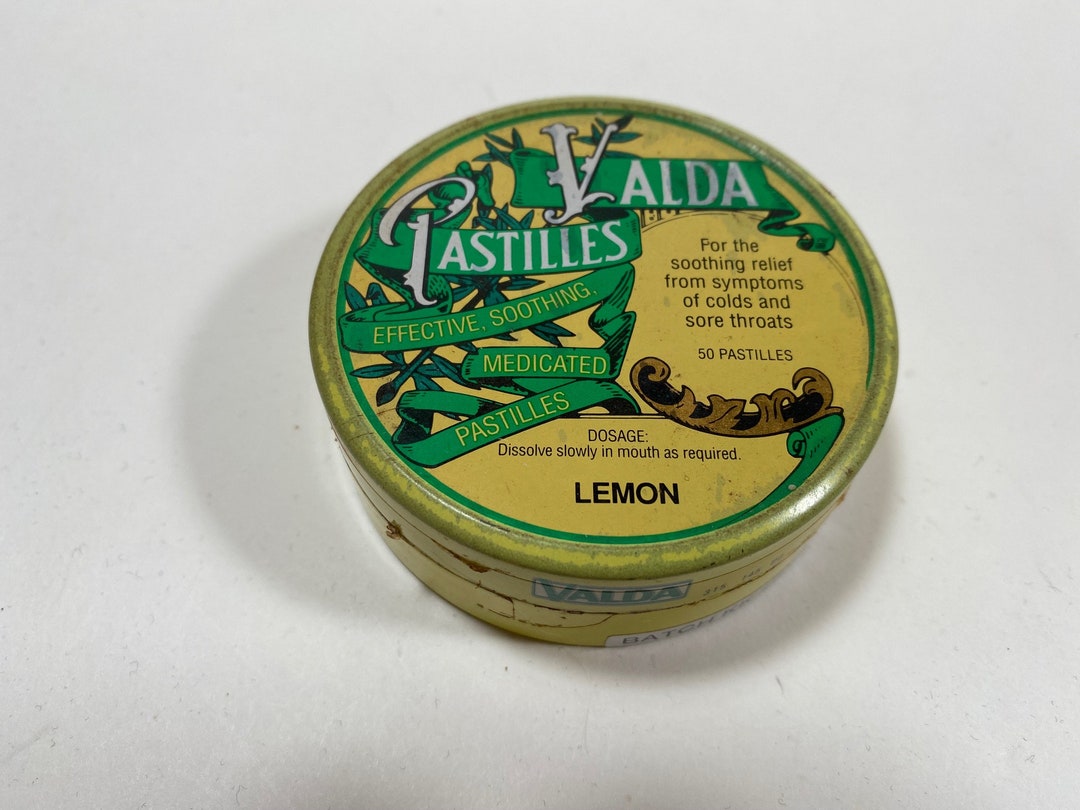 VALDA
PASTILLES
EFFECTIVE, SOOTHING,
MEDICATED
PASTILLES
For the
soothing relief
from symptoms
of colds and
sore throats
50 PASTILLES
DOSAGE:
Dissolve slowly in mouth as required.
LEMON
VALDA
BATCH